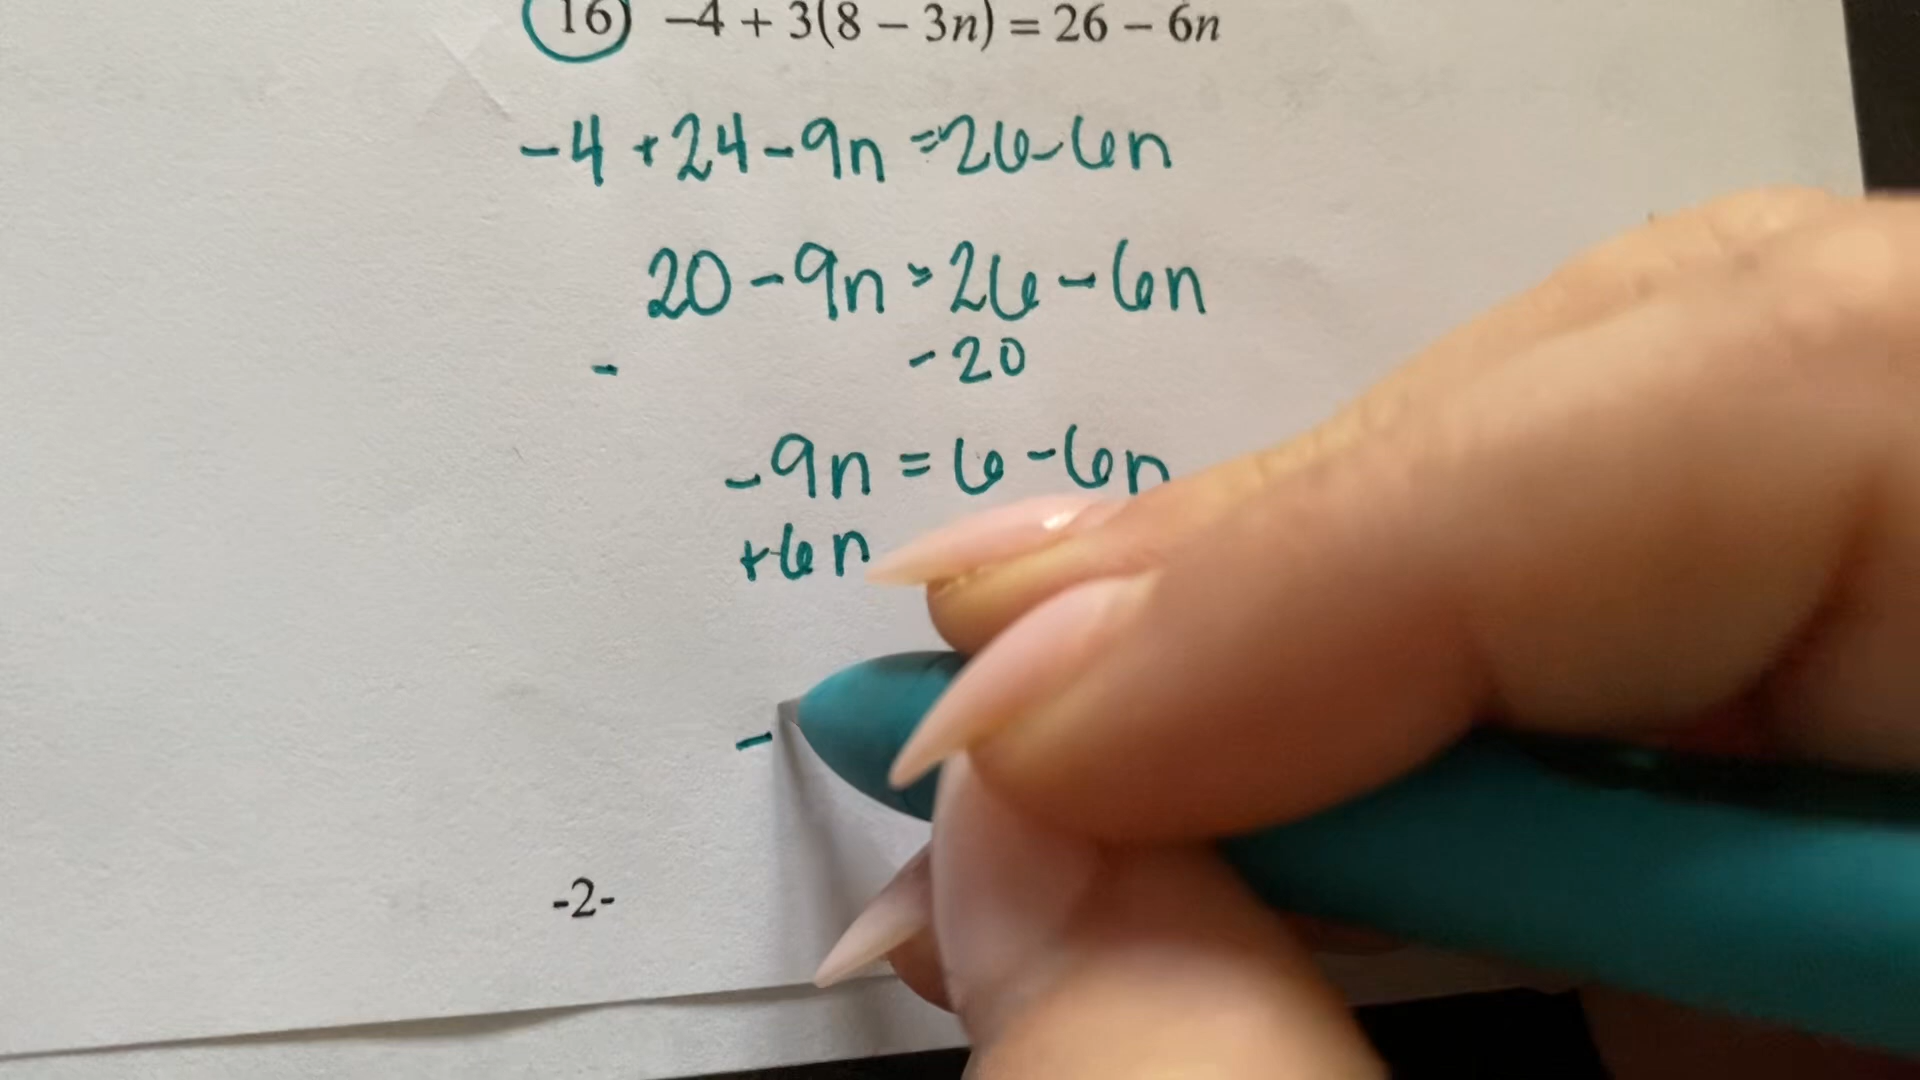 16) −4 + 3(8 − 3n) = 26 − 6n
-4 +24-9n =26-6n
20-9n = 26-6n
- -20
-9n = 6-6n
+6n
-
-2-